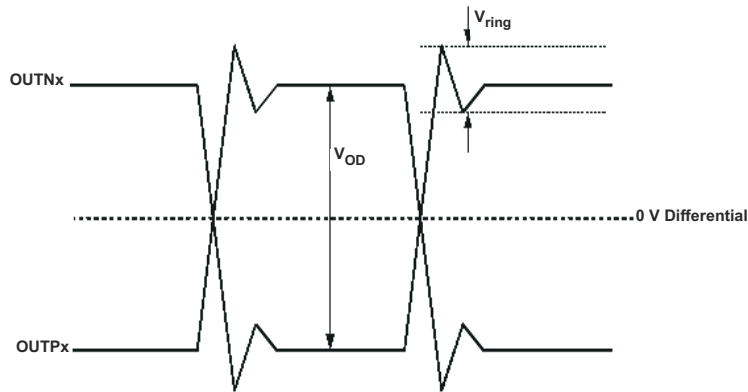 Vring
OUTNx
VOD
0 V Differential
OUTPx